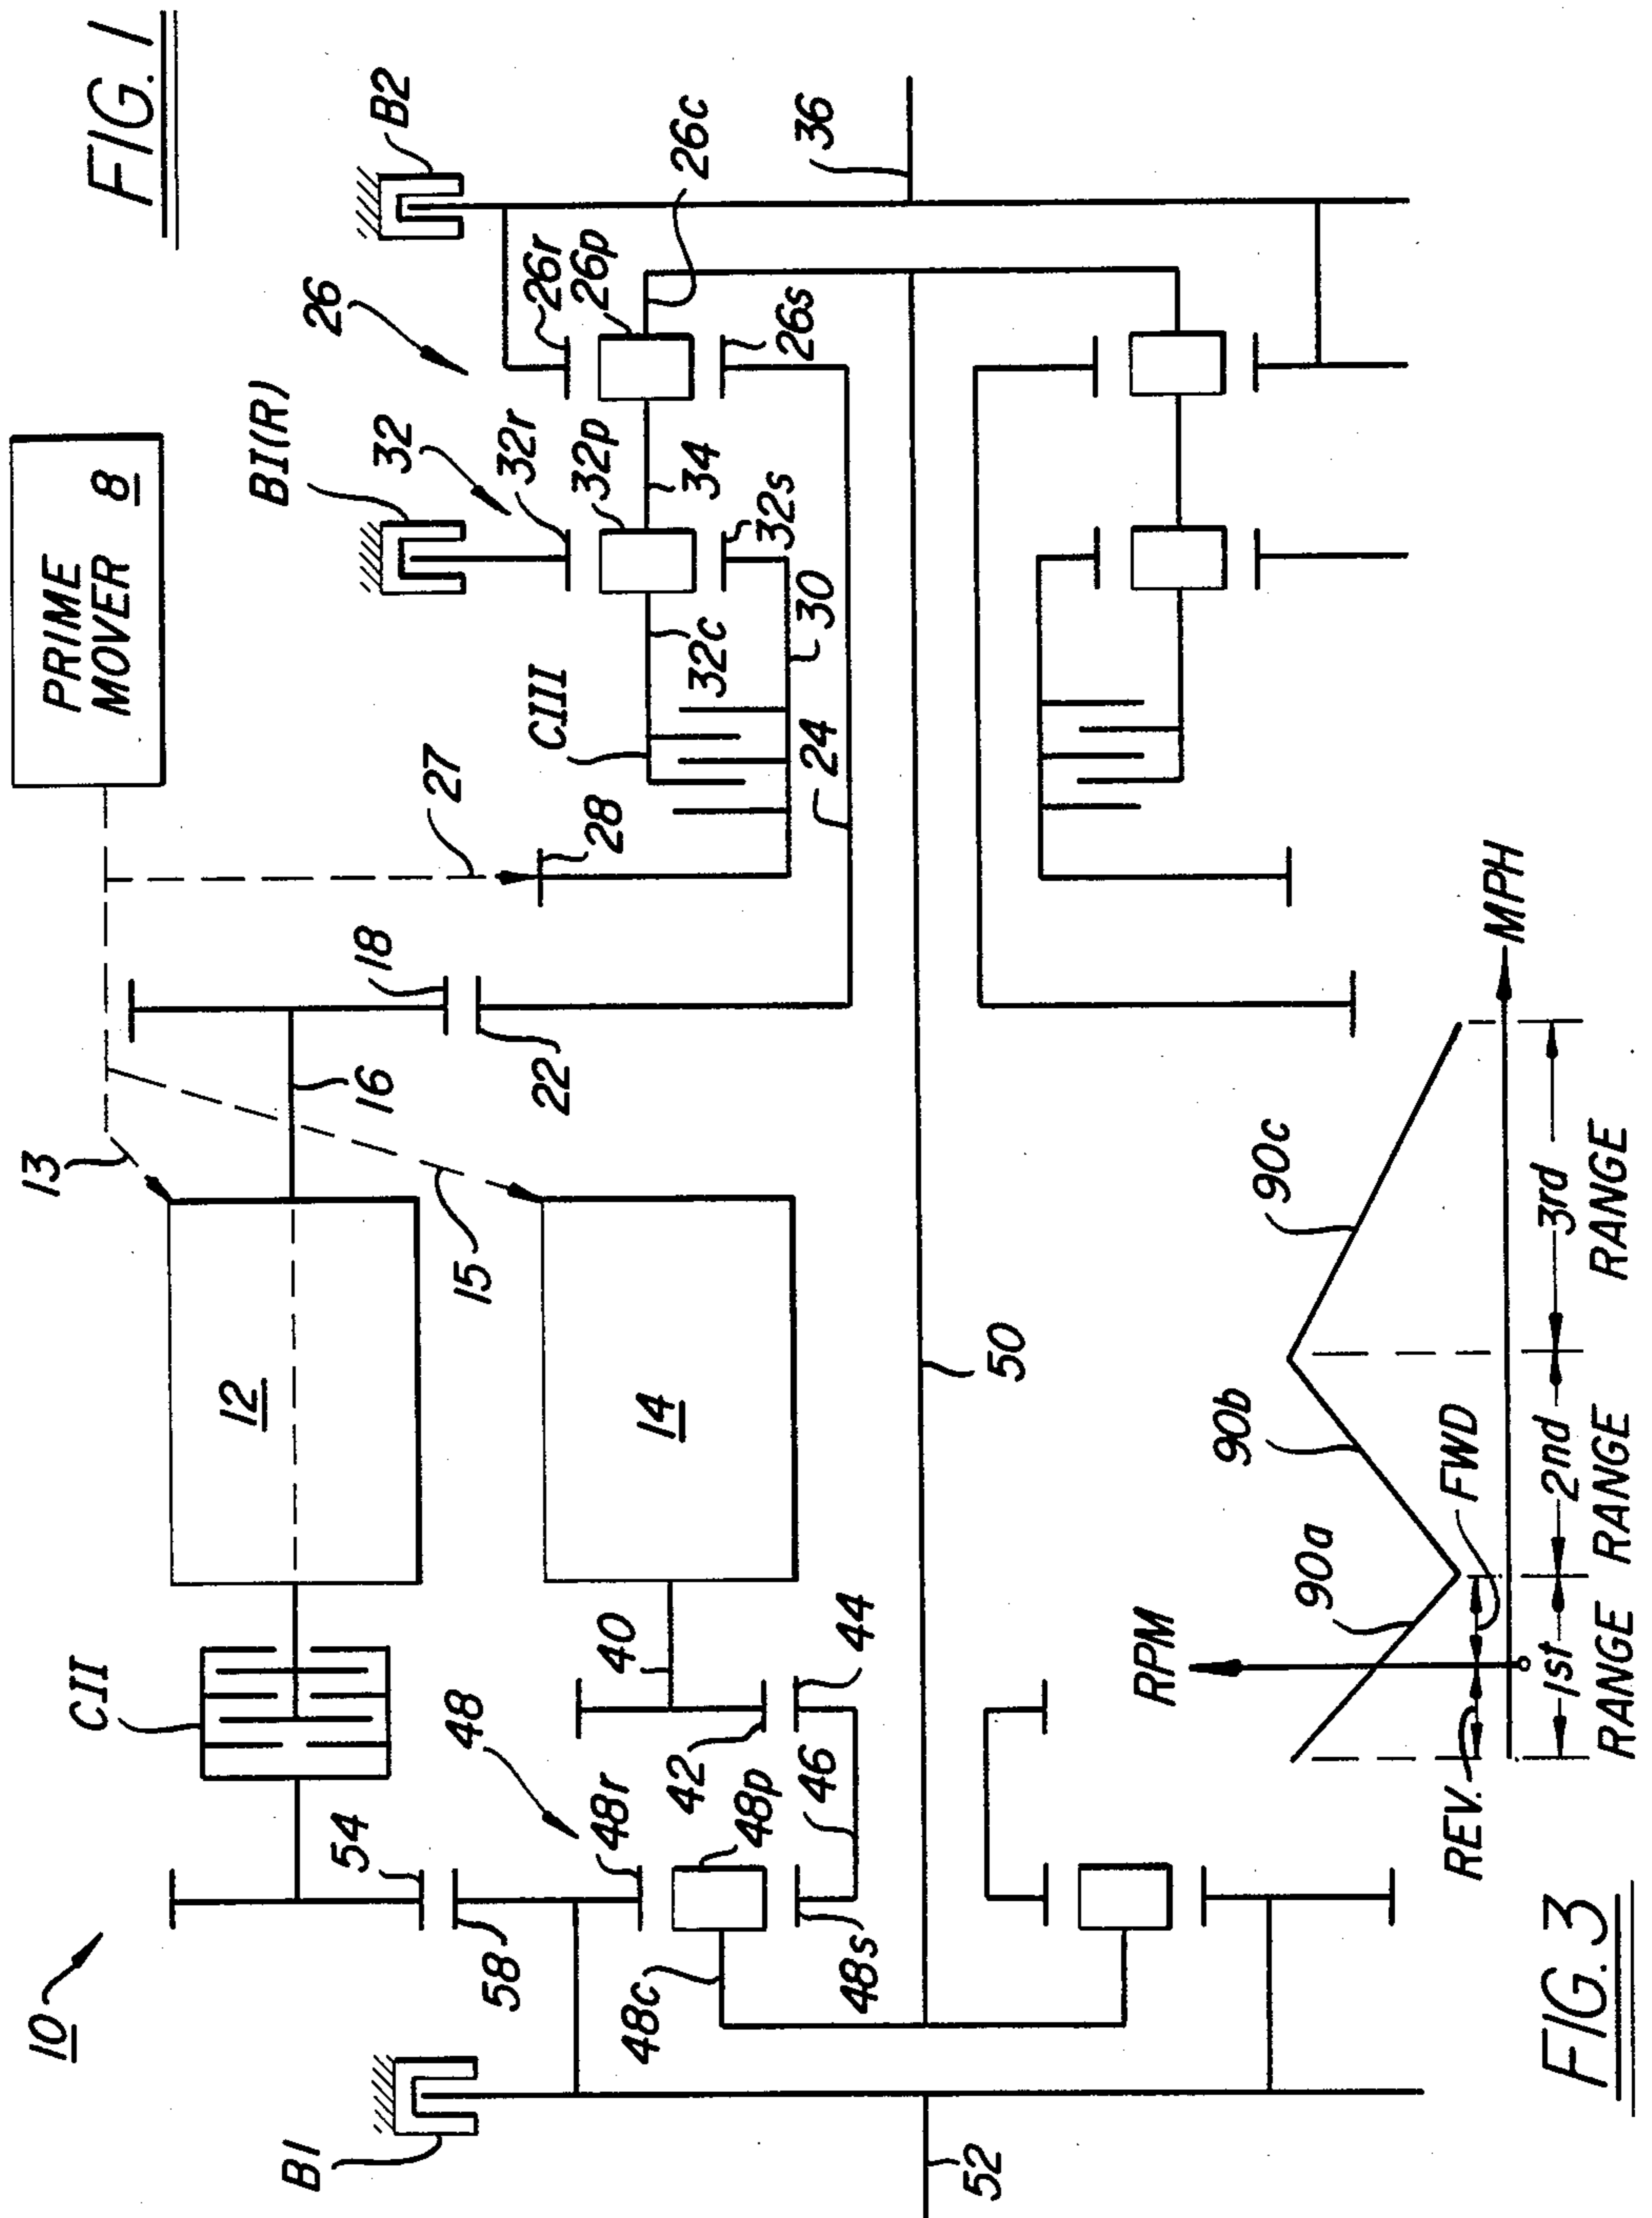 FIG. 1
PRIME
MOVER
8
B2
BI(R)
26
26c
36
26r
26p
26s
32
32r
32p
34
32s
30
32c
CIII
24
27
28
18
22
16
13
15
12
14
CII
40
44
42
46
48
48r
48p
48s
48c
54
58
50
10
B1
52
FIG. 3
RPM
MPH
90a
90b
90c
REV.
FWD
1st
RANGE
2nd
RANGE
3rd
RANGE